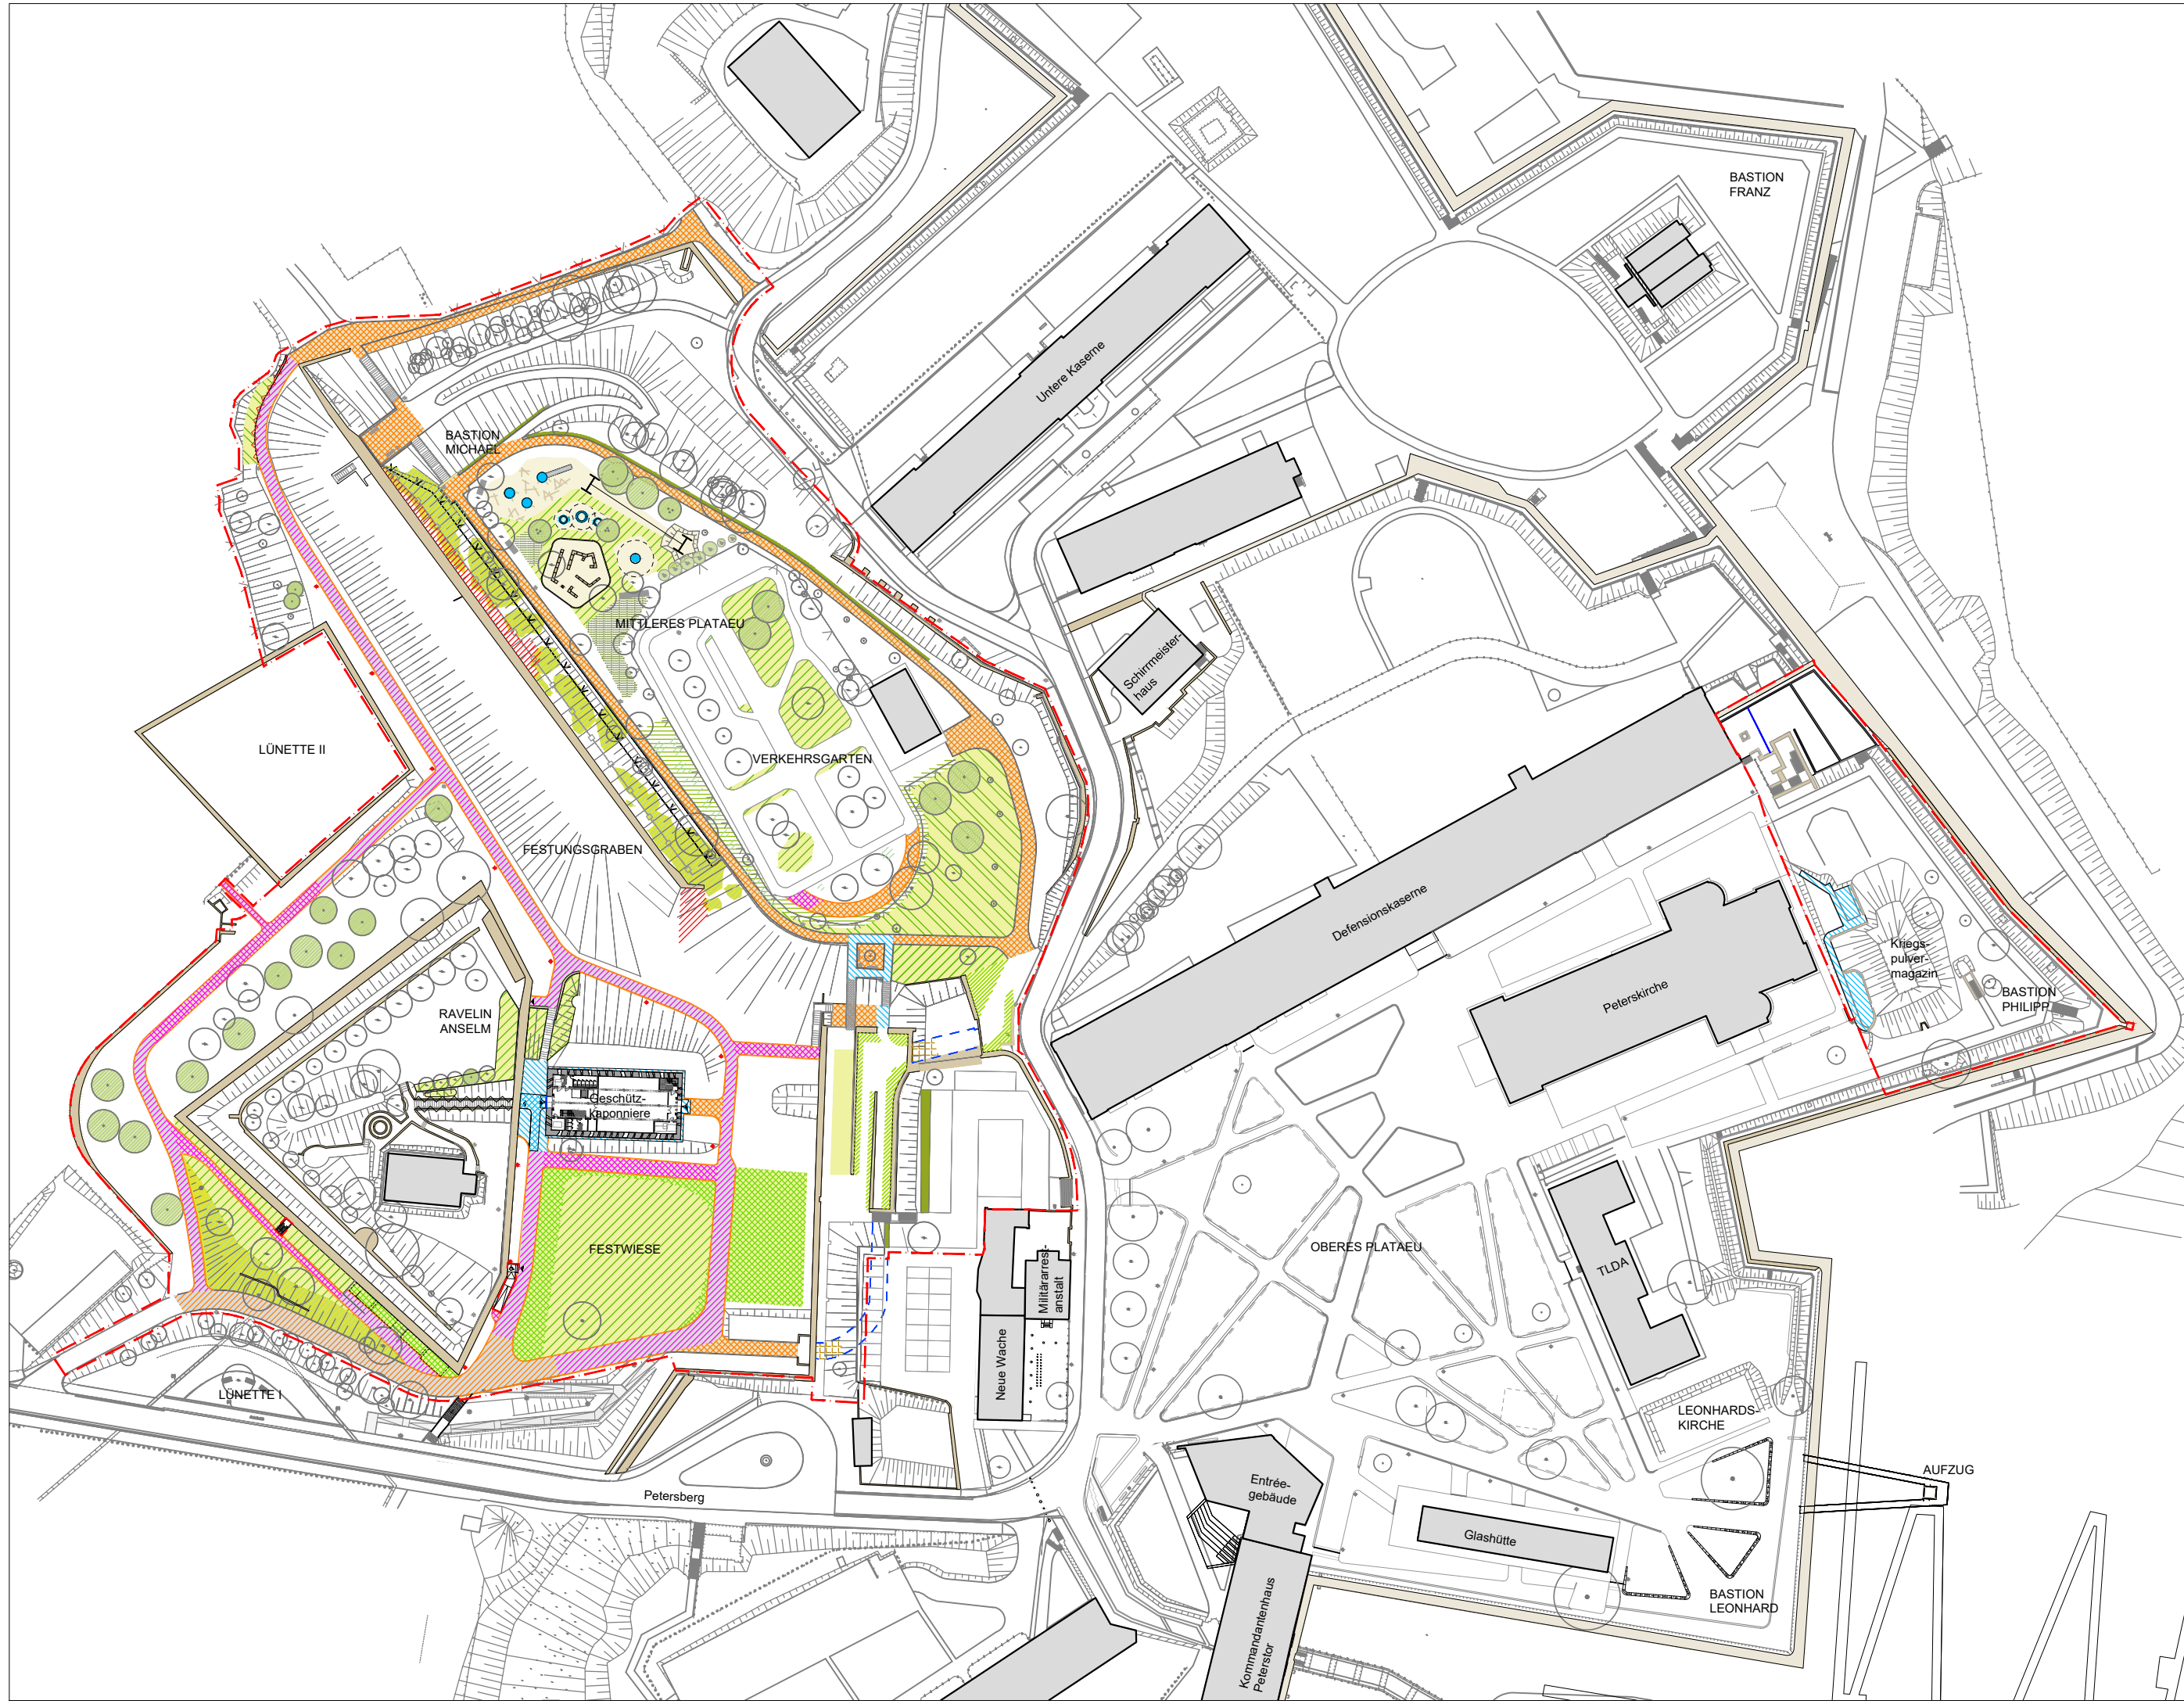 BASTION
FRANZ
Untere Kaserne
BASTION
MICHAEL
MITTLERES PLATAEU
Schirrmeister-
haus
LÜNETTE II
VERKEHRSGARTEN
FESTUNGSGRABEN
Defensionskaserne
Kriegs-
pulver-
magazin
Peterskirche
BASTION
PHILIPP
RAVELIN
ANSELM
Geschütz-
kaponniere
FESTWIESE
OBERES PLATAEU
TLDA
Militärarrest-
anstalt
Neue Wache
LÜNETTE I
LEONHARDS-
KIRCHE
AUFZUG
Petersberg
Entrée-
gebäude
Glashütte
BASTION
LEONHARD
Kommandantenhaus
Peterstor